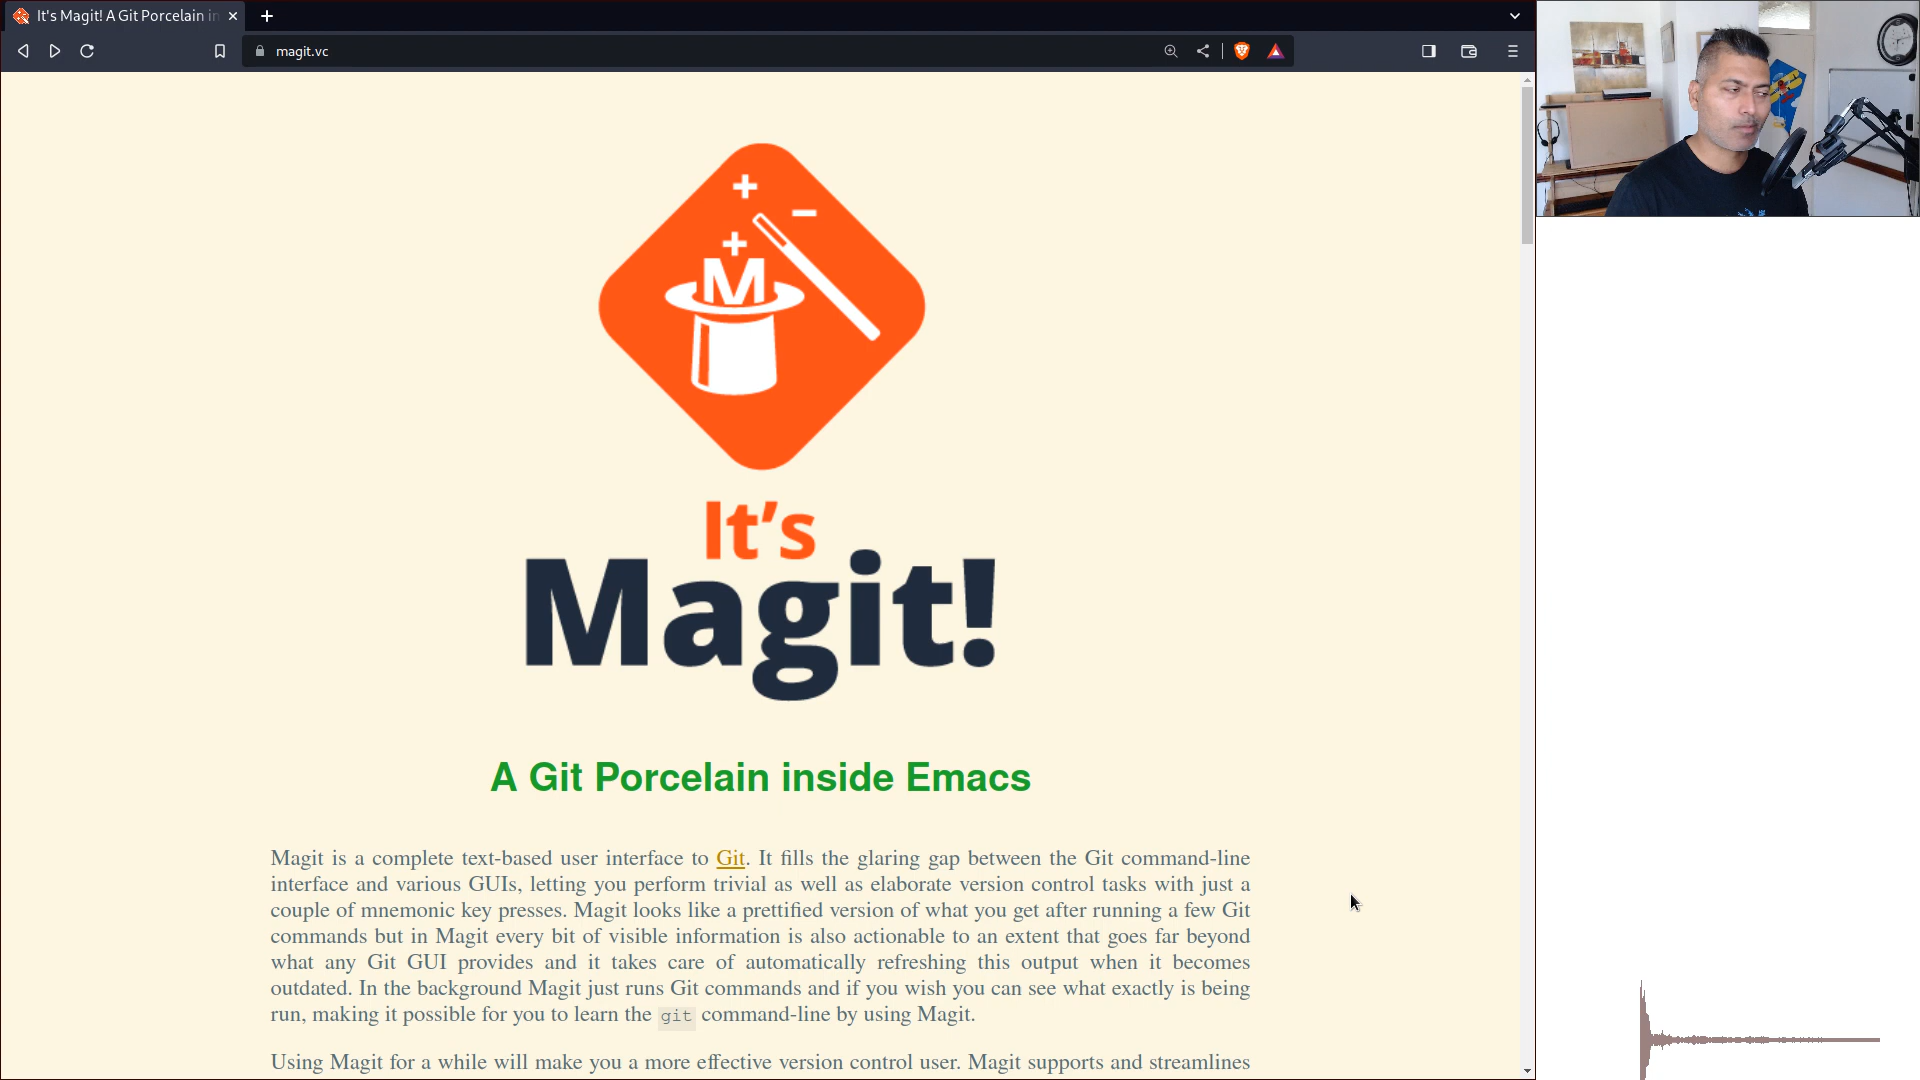 It's Magit! A Git Porcelain in
magit.vc
M
It's
Magit!
A Git Porcelain inside Emacs
Magit is a complete text-based user interface to Git. It fills the glaring gap between the Git command-line
interface and various GUIs, letting you perform trivial as well as elaborate version control tasks with just a
couple of mnemonic key presses. Magit looks like a prettified version of what you get after running a few Git
commands but in Magit every bit of visible information is also actionable to an extent that goes far beyond
what any Git GUI provides and it takes care of automatically refreshing this output when it becomes
outdated. In the background Magit just runs Git commands and if you wish you can see what exactly is being
run, making it possible for you to learn the git command-line by using Magit.
Using Magit for a while will make you a more effective version control user. Magit supports and streamlines